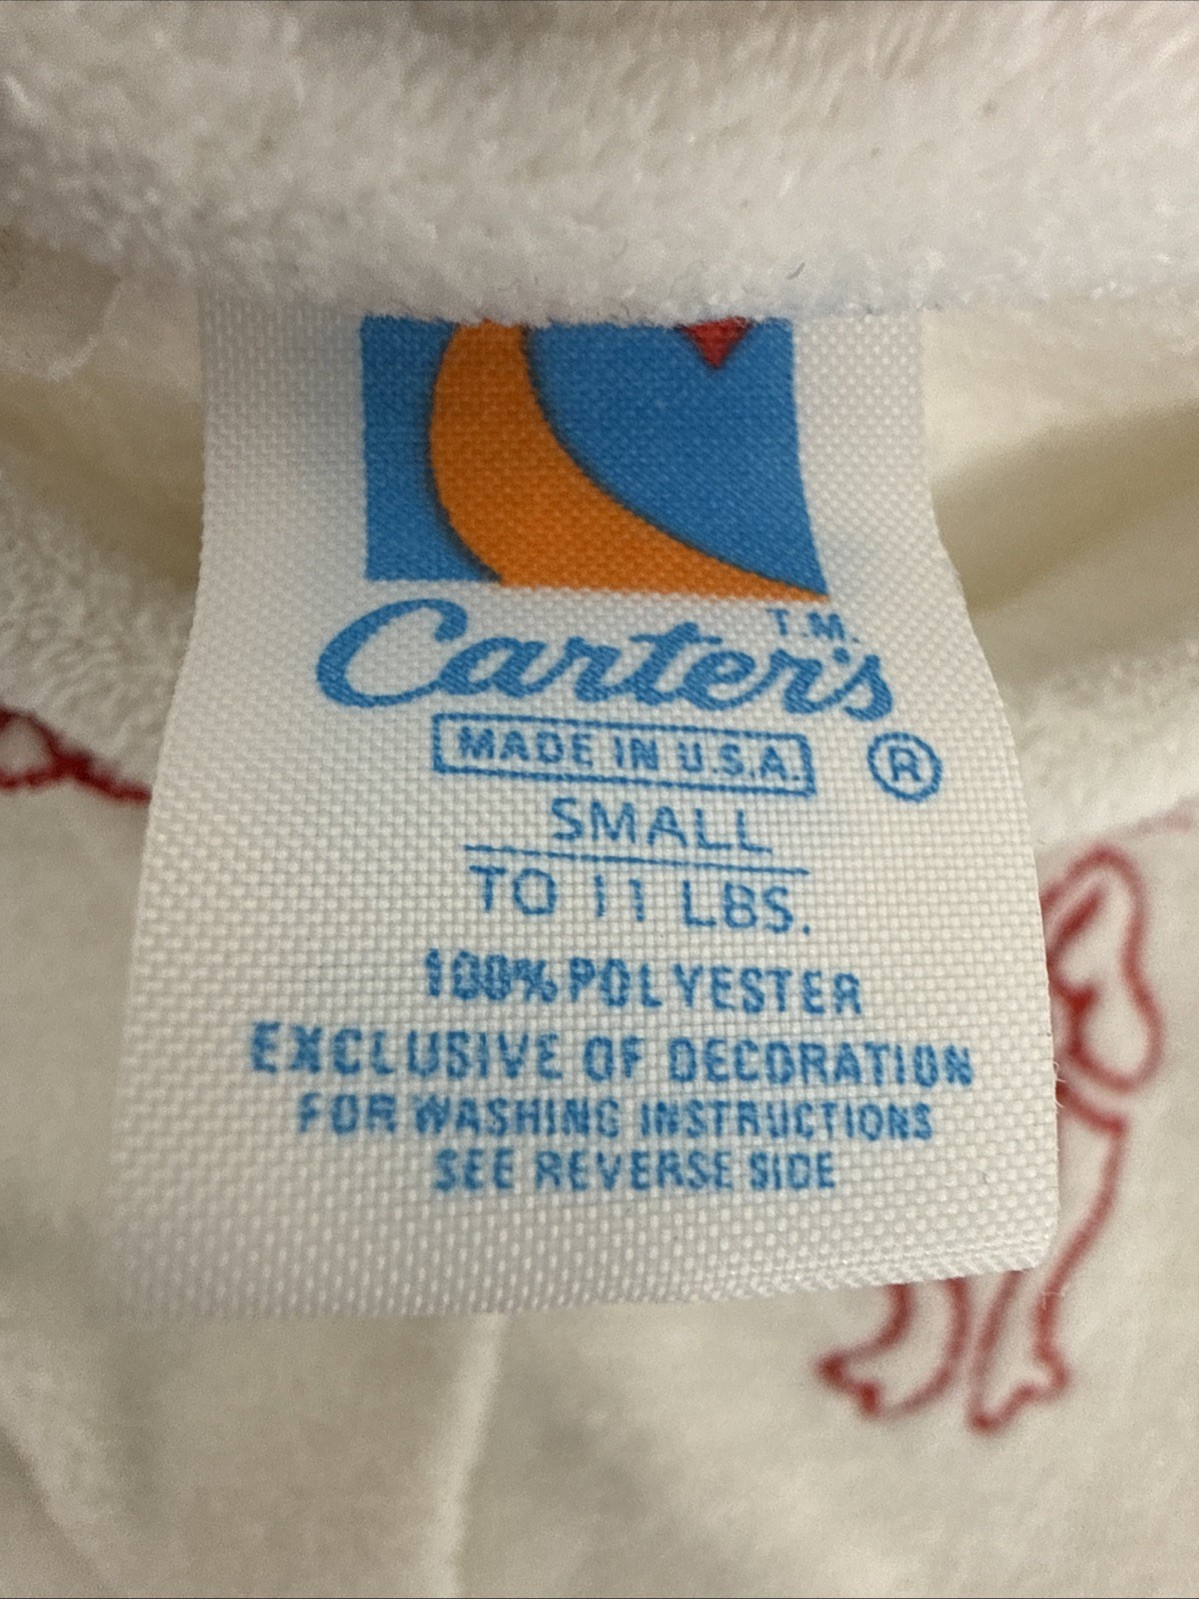 T.M.
Carter's
MADE IN U.S.A. ®
SMALL
TO 11 LBS.
100% POLYESTER
EXCLUSIVE OF DECORATION
FOR WASHING INSTRUCTIONS
SEE REVERSE SIDE